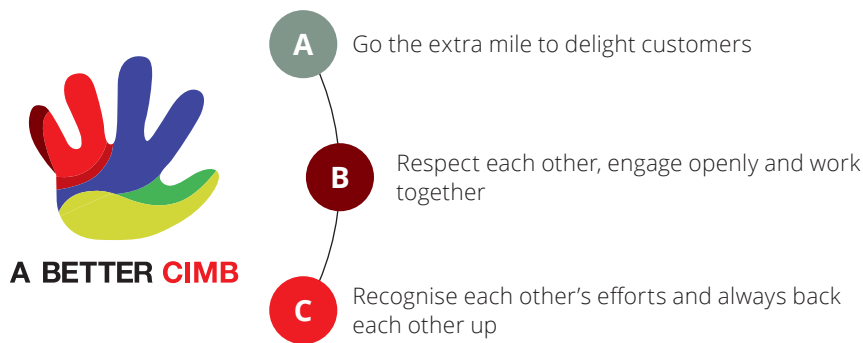 A
Go the extra mile to delight customers
B
Respect each other, engage openly and work
together
A BETTER CIMB
C
Recognise each other’s efforts and always back
each other up